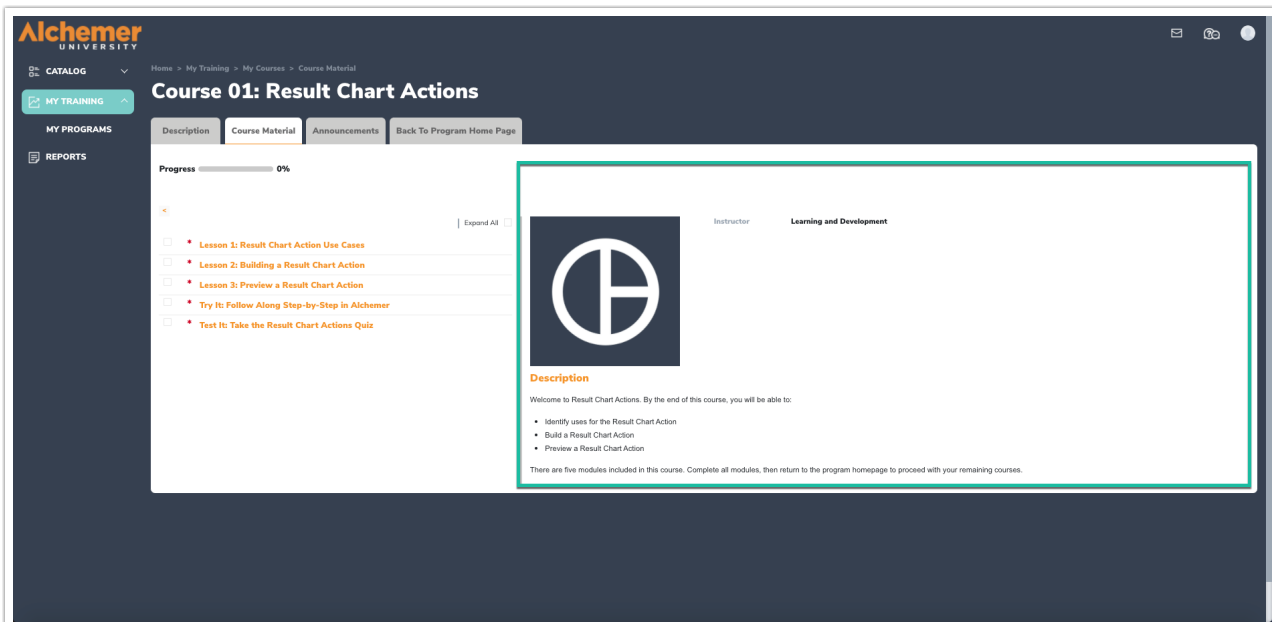 Alchemer
UNIVERSITY
CATALOG
MY TRAINING
MY PROGRAMS
REPORTS
Home > My Training > My Courses > Course Material
Course 01: Result Chart Actions
Description
Course Material
Announcements
Back To Program Home Page
Progress 0%
<
| Expand All
* Lesson 1: Result Chart Action Use Cases
* Lesson 2: Building a Result Chart Action
* Lesson 3: Preview a Result Chart Action
* Try It: Follow Along Step-by-Step in Alchemer
* Test It: Take the Result Chart Actions Quiz
Instructor Learning and Development
Description
Welcome to Result Chart Actions. By the end of this course, you will be able to:
• Identify uses for the Result Chart Action
• Build a Result Chart Action
• Preview a Result Chart Action
There are five modules included in this course. Complete all modules, then return to the program homepage to proceed with your remaining courses.